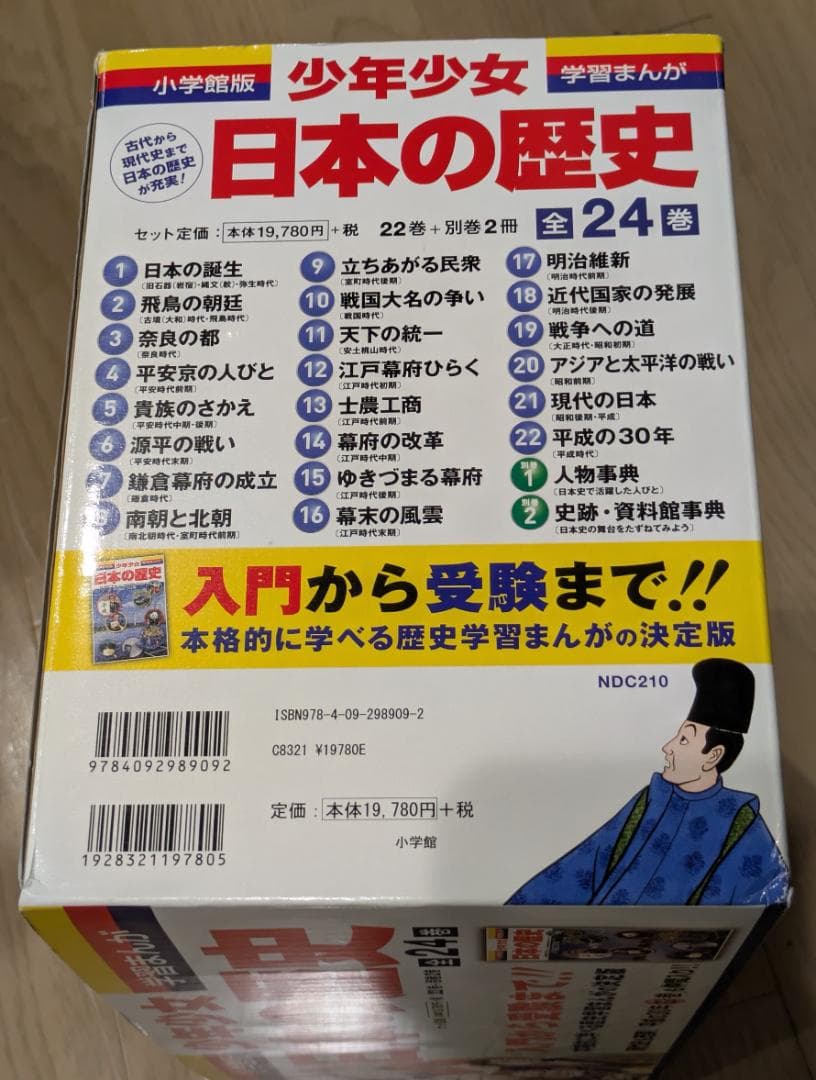 小学館版
少年少女
学習まんが
日本の歴史
古代から
現代史まで
日本の歴史
が充実!
セット定価:本体19,780円+税 22巻+別巻2冊 全24巻
1 日本の誕生
(旧石器(岩宿)・縄文(紋)・弥生時代)
2 飛鳥の朝廷
(古墳(大和)時代・飛鳥時代)
3 奈良の都
(奈良時代)
4 平安京の人びと
(平安時代前期)
5 貴族のさかえ
(平安時代中期・後期)
6 源平の戦い
(平安時代末期)
7 鎌倉幕府の成立
(鎌倉時代)
8 南朝と北朝
(南北朝時代・室町時代前期)
9 立ちあがる民衆
(室町時代後期)
10 戦国大名の争い
(戦国時代)
11 天下の統一
(安土桃山時代)
12 江戸幕府ひらく
(江戸時代初期)
13 士農工商
(江戸時代前期)
14 幕府の改革
(江戸時代中期)
15 ゆきづまる幕府
(江戸時代後期)
16 幕末の風雲
(江戸時代末期)
17 明治維新
(明治時代前期)
18 近代国家の発展
(明治時代後期)
19 戦争への道
(大正時代・昭和初期)
20 アジアと太平洋の戦い
(昭和前期)
21 現代の日本
(昭和後期・平成)
22 平成の30年
(平成時代)
別巻1 人物事典
(日本史で活躍した人びと)
別巻2 史跡・資料館事典
(日本史の舞台をたずねてみよう)
少年少女
日本の歴史
入門から受験まで!!
本格的に学べる歴史学習まんがの決定版
NDC210
ISBN978-4-09-298909-2
9784092989092
C8321 ¥19780E
定価:本体19,780円+税
1928321197805
小学館
学習まんが
全24巻
日本の歴史